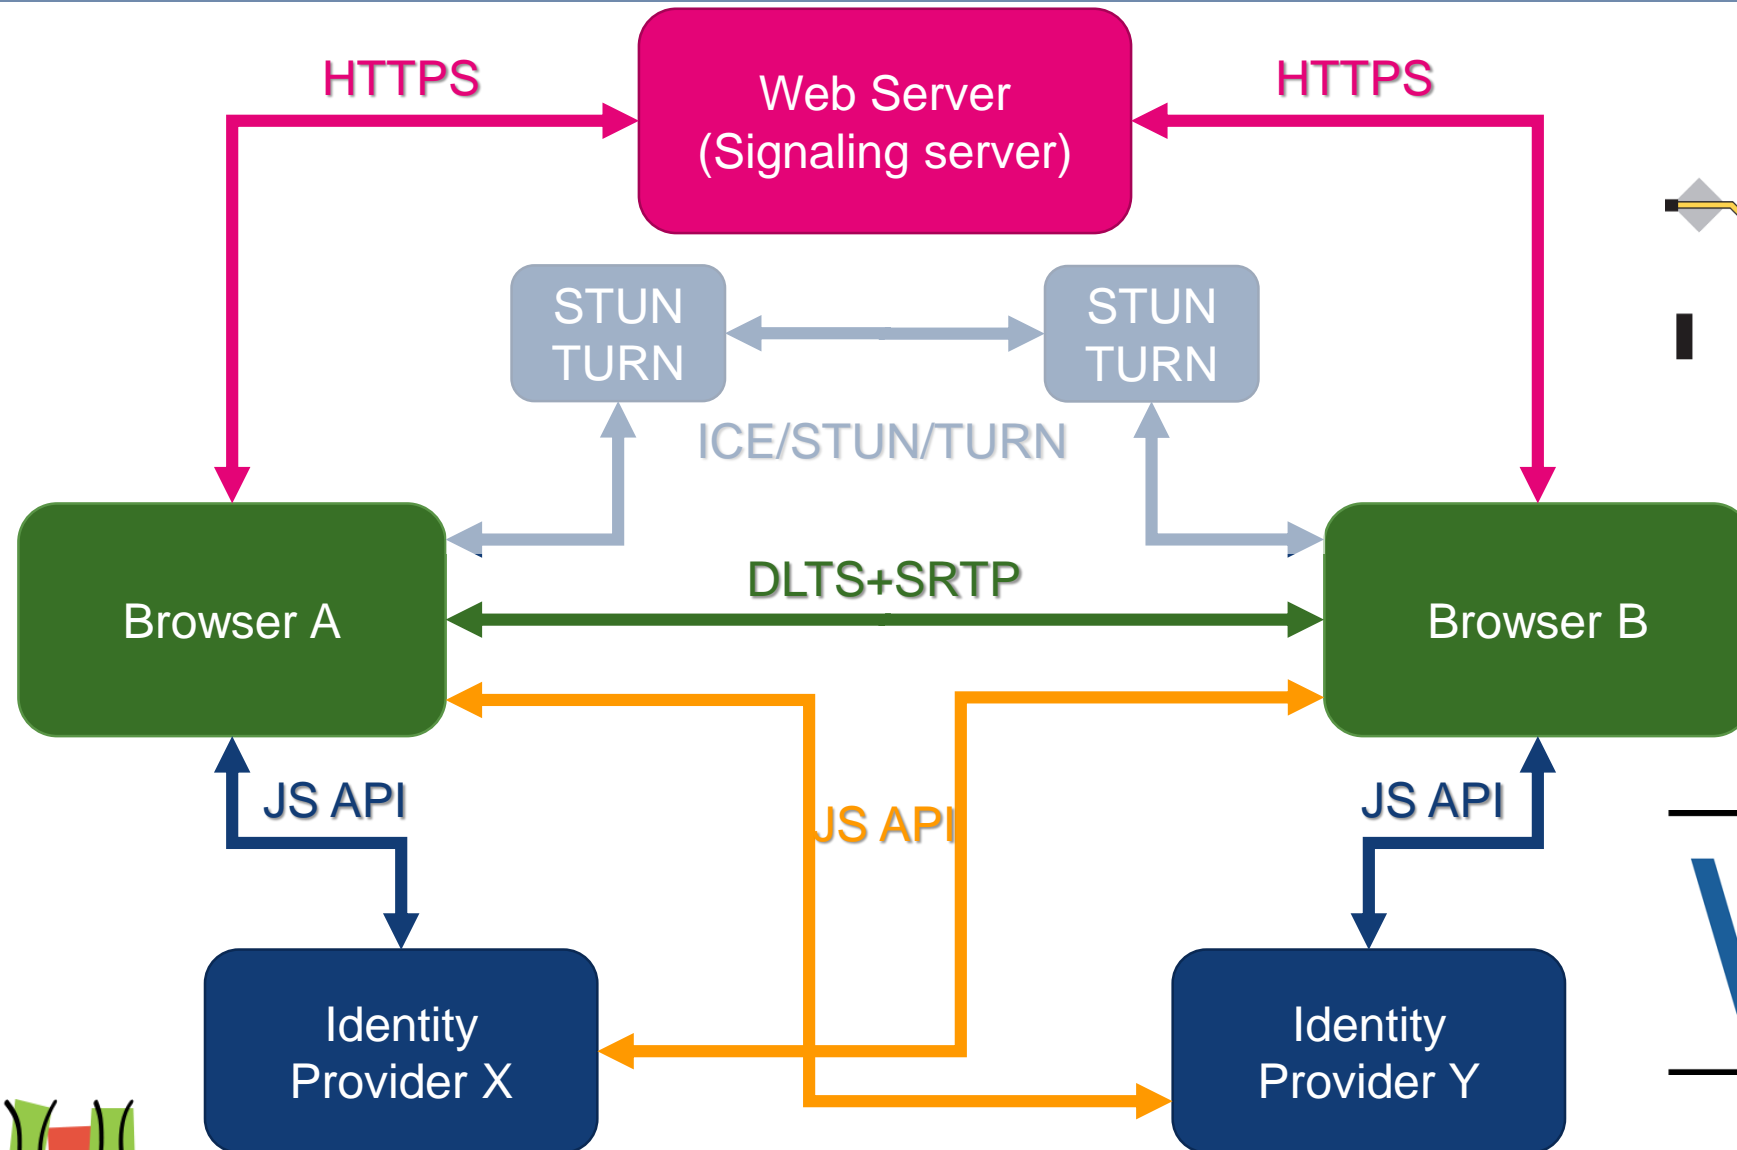 HTTPS
Web Server
(Signaling server)
HTTPS
STUN
TURN
STUN
TURN
ICE/STUN/TURN
DLTS+SRTP
Browser A
Browser B
JS API
JS API
JS API
Identity
Provider X
Identity
Provider Y